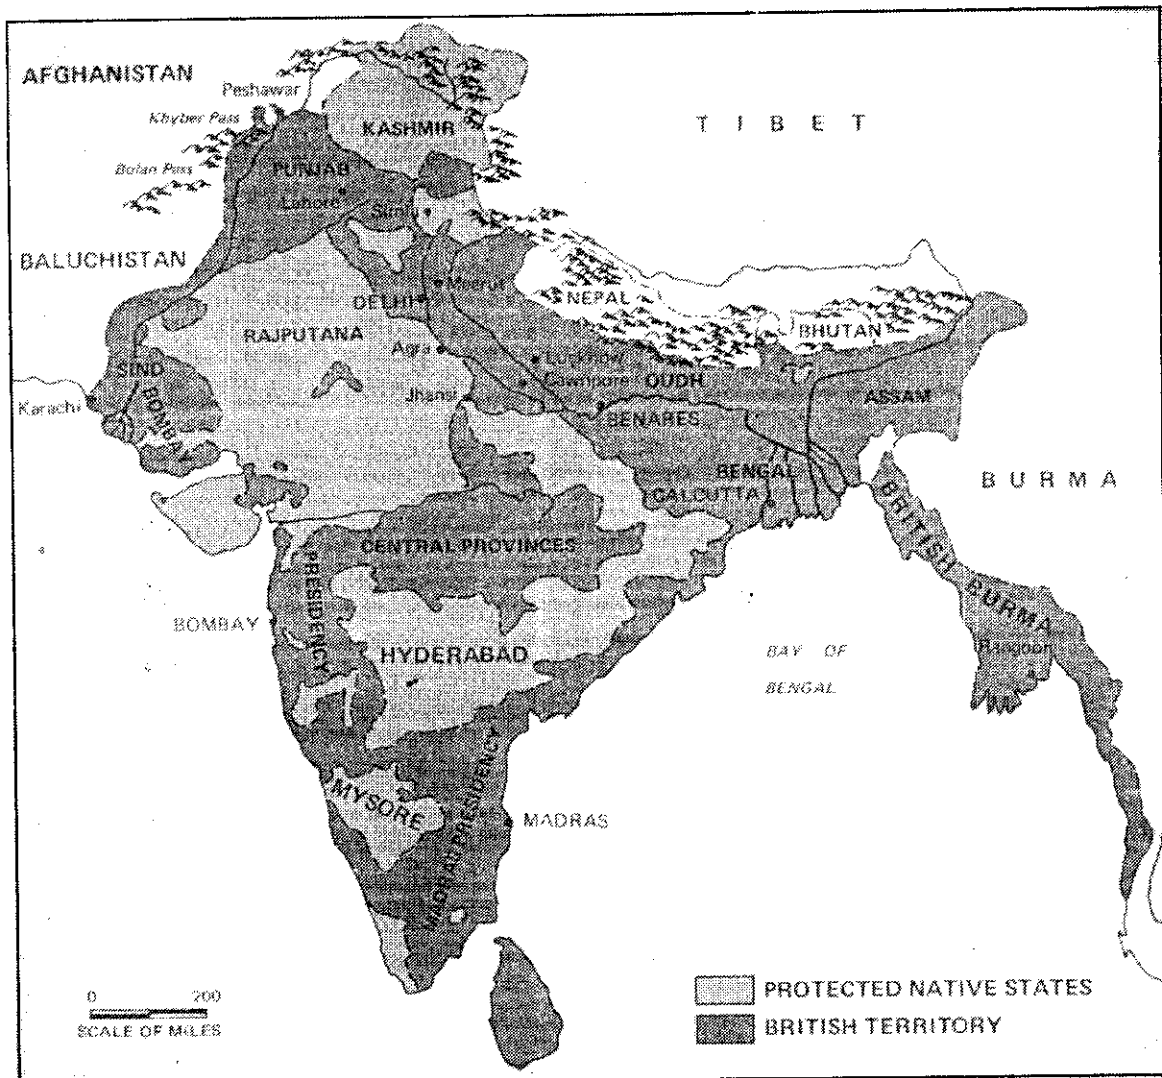 AFGHANISTAN
Peshawar
Khyber Pass
KASHMIR
T I B E T
Bolan Pass
PUNJAB
Lahore
Simla
BALUCHISTAN
Meerut
DELHI
NEPAL
RAJPUTANA
BHUTAN
Agra
Lucknow
SIND
Cawnpore
OUDH
Karachi
BOMBAY
Jhansi
ASSAM
BENARES
BENGAL
BURMA
CALCUTTA
BRITISH BURMA
CENTRAL PROVINCES
PRESIDENCY
BOMBAY
HYDERABAD
Rangoon
BAY OF
BENGAL
MYSORE
MADRAS PRESIDENCY
MADRAS
0 200
SCALE OF MILES
PROTECTED NATIVE STATES
BRITISH TERRITORY